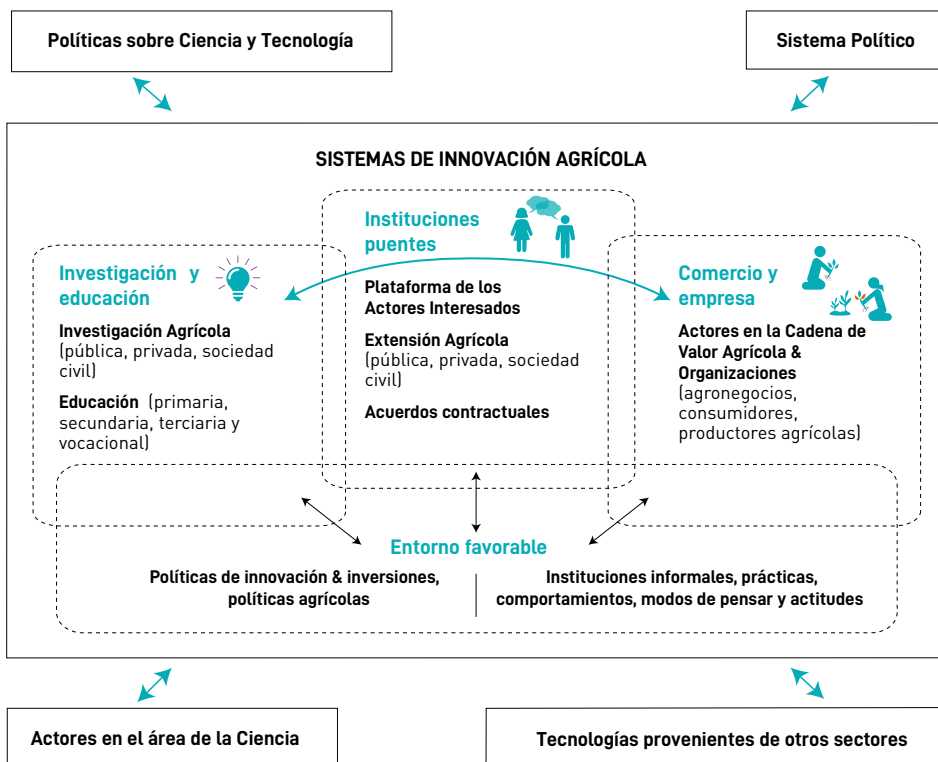 Políticas sobre Ciencia y Tecnología
Sistema Político
SISTEMAS DE INNOVACIÓN AGRÍCOLA
Instituciones
puentes
Investigación y
educación
Comercio y
empresa
Plataforma de los
Actores Interesados
Investigación Agrícola
(pública, privada, sociedad
civil)
Extensión Agrícola
(pública, privada, sociedad
civil)
Actores en la Cadena de
Valor Agrícola &
Organizaciones
(agronegocios,
consumidores,
productores agrícolas)
Educación (primaria,
secundaria, terciaria y
vocacional)
Acuerdos contractuales
Entorno favorable
Políticas de innovación & inversiones,
políticas agrícolas
Instituciones informales, prácticas,
comportamientos, modos de pensar y actitudes
Actores en el área de la Ciencia
Tecnologías provenientes de otros sectores